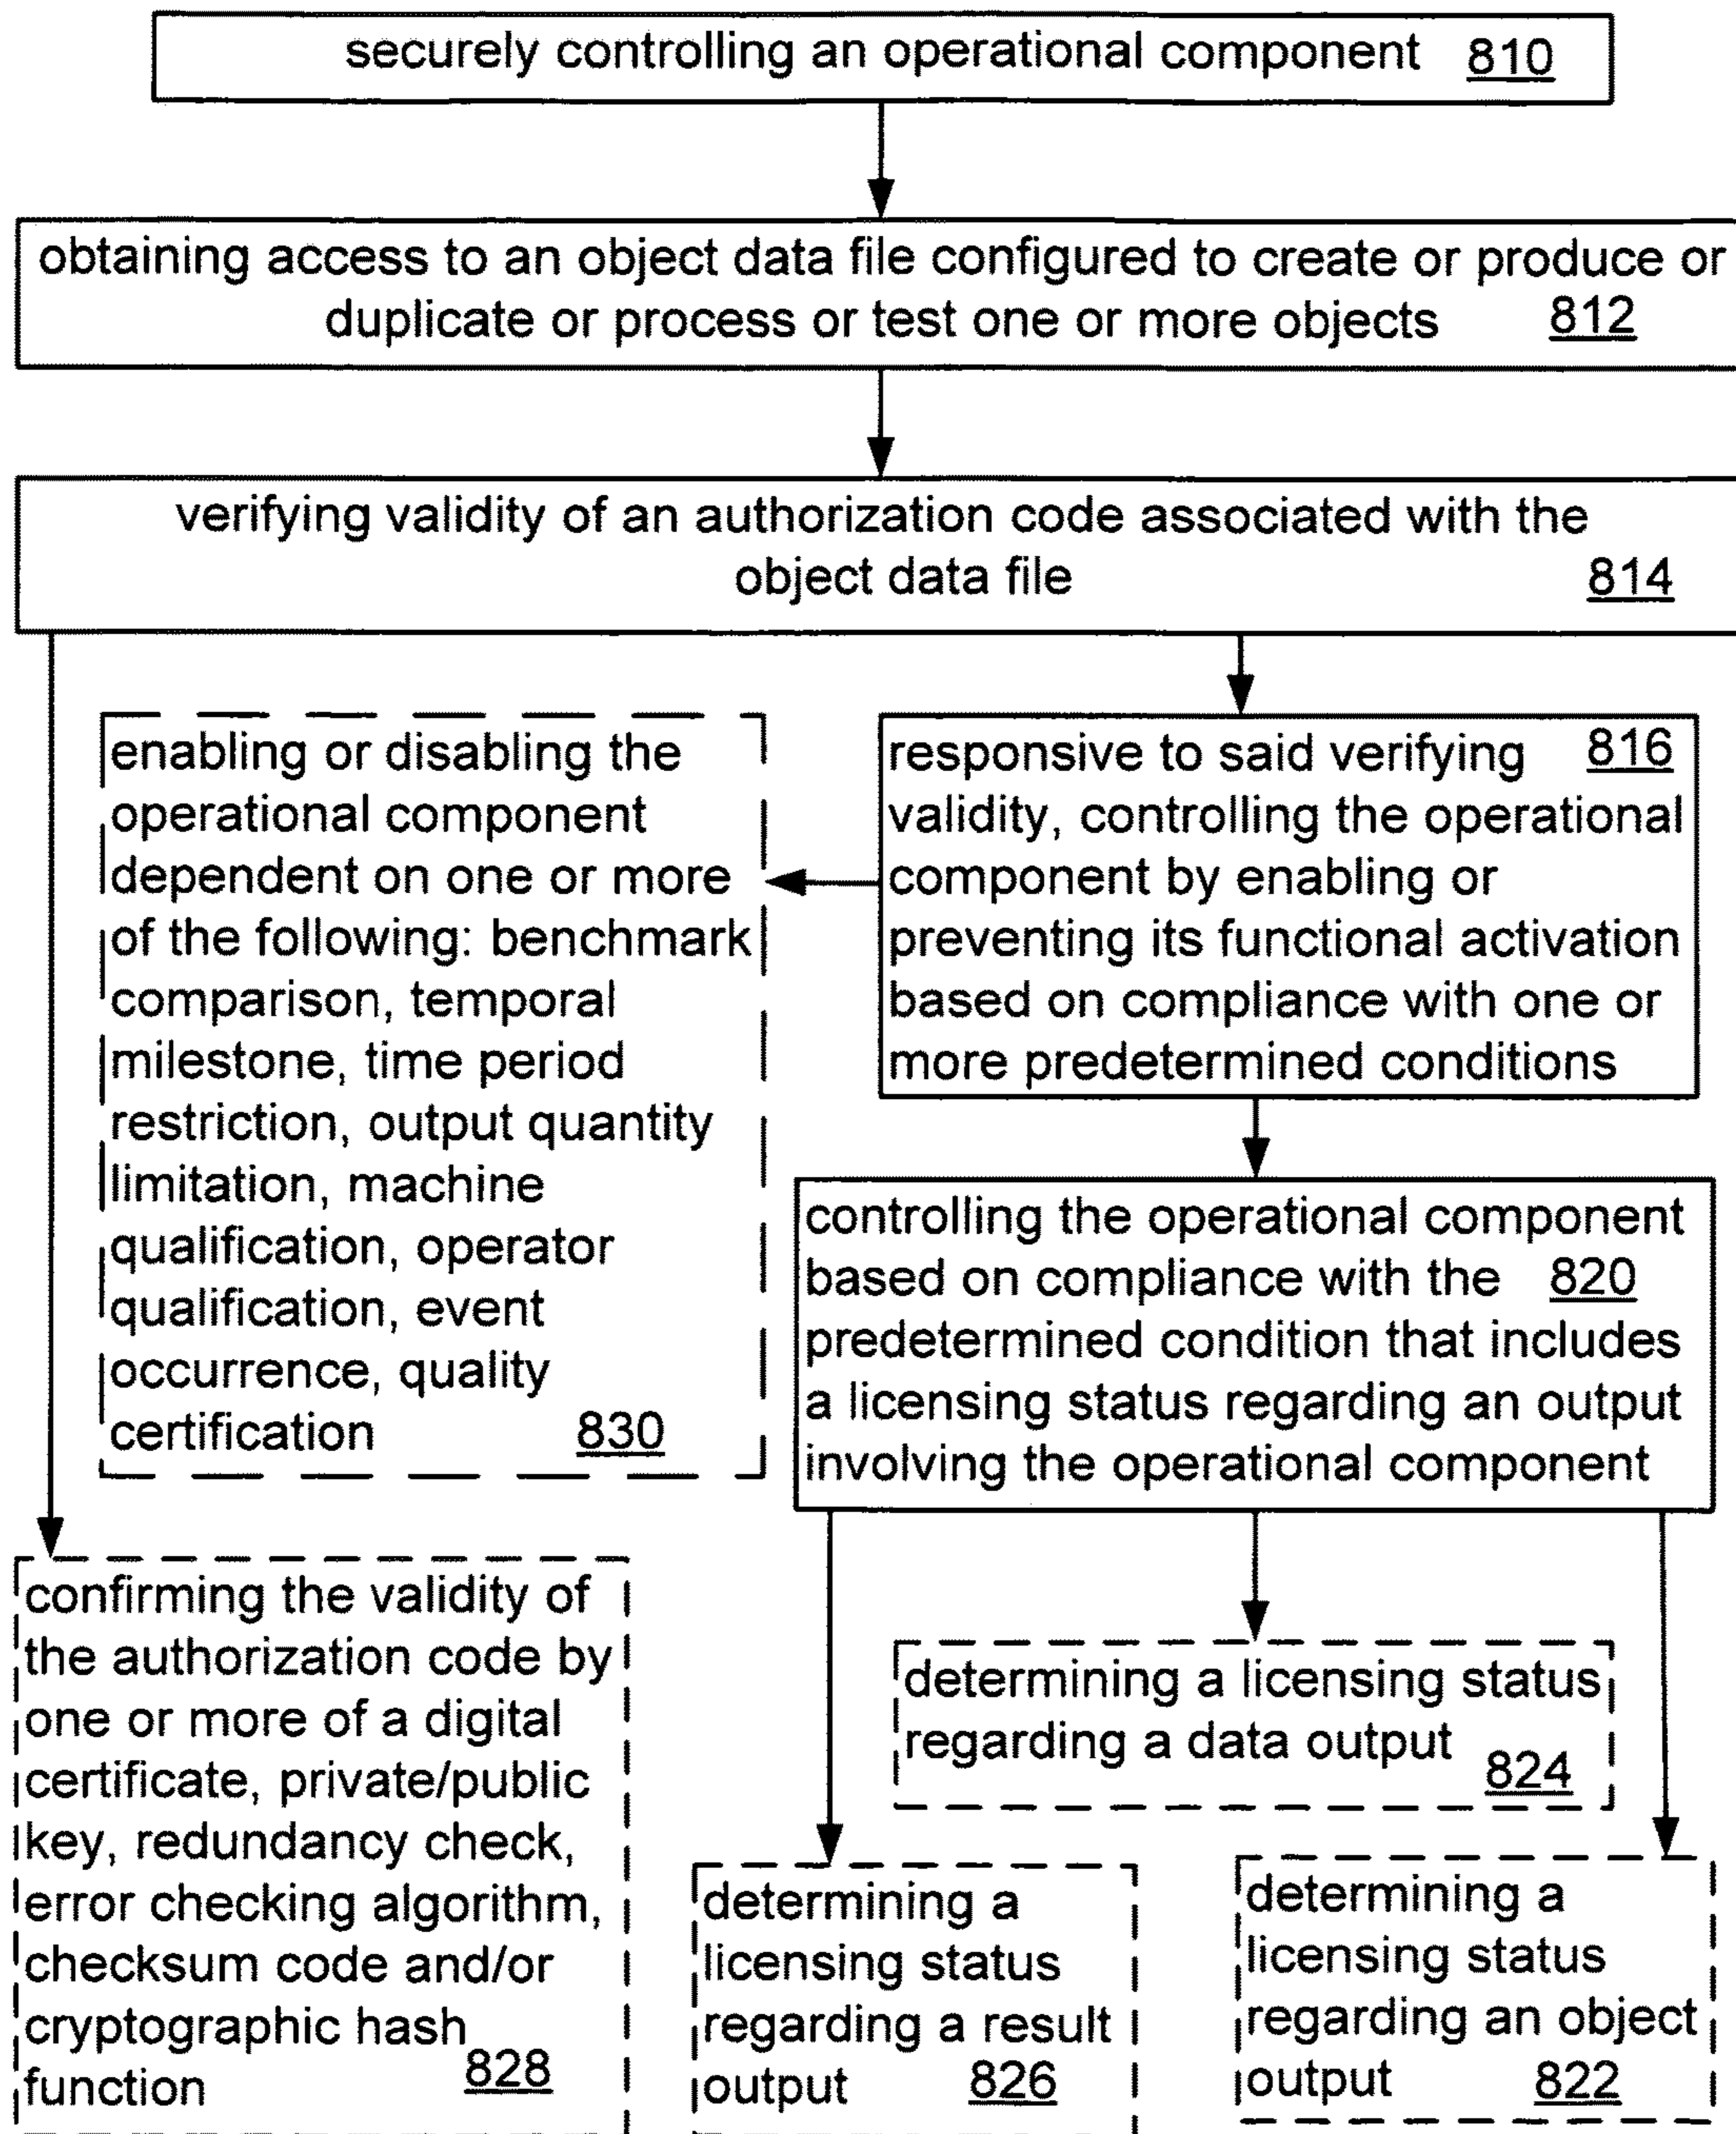 securely controlling an operational component 810
obtaining access to an object data file configured to create or produce or
duplicate or process or test one or more objects 812
verifying validity of an authorization code associated with the
object data file 814
enabling or disabling the
operational component
dependent on one or more
of the following: benchmark
comparison, temporal
milestone, time period
restriction, output quantity
limitation, machine
qualification, operator
qualification, event
occurrence, quality
certification 830
responsive to said verifying 816
validity, controlling the operational
component by enabling or
preventing its functional activation
based on compliance with one or
more predetermined conditions
controlling the operational component
based on compliance with the 820
predetermined condition that includes
a licensing status regarding an output
involving the operational component
confirming the validity of
the authorization code by
one or more of a digital
certificate, private/public
key, redundancy check,
error checking algorithm,
checksum code and/or
cryptographic hash
function 828
determining a licensing status
regarding a data output 824
determining a
licensing status
regarding a result
output 826
determining a
licensing status
regarding an object
output 822